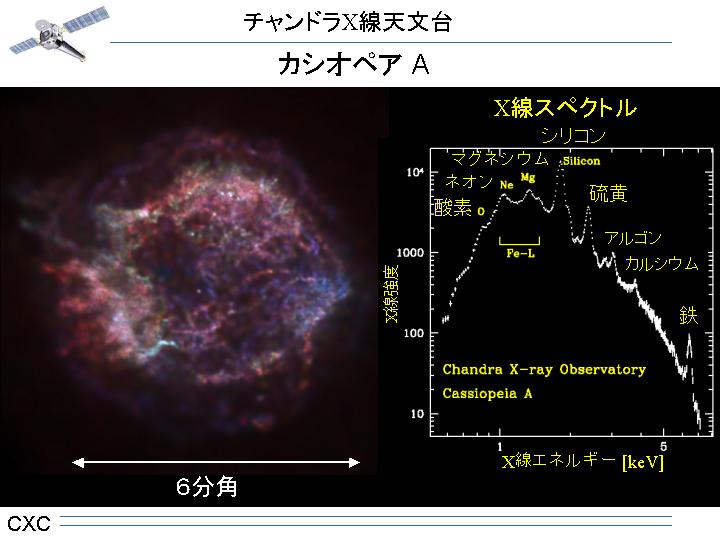 チャンドラX線天文台
カシオペア A
X線スペクトル
シリコン
マグネシウム
Silicon
ネオン
Ne
Mg
硫黄
酸素
O
アルゴン
Fe-L
カルシウム
鉄
X線強度
10⁴
1000
100
10
Chandra X-ray Observatory
Cassiopeia A
1
5
X線エネルギー [keV]
6分角
CXC